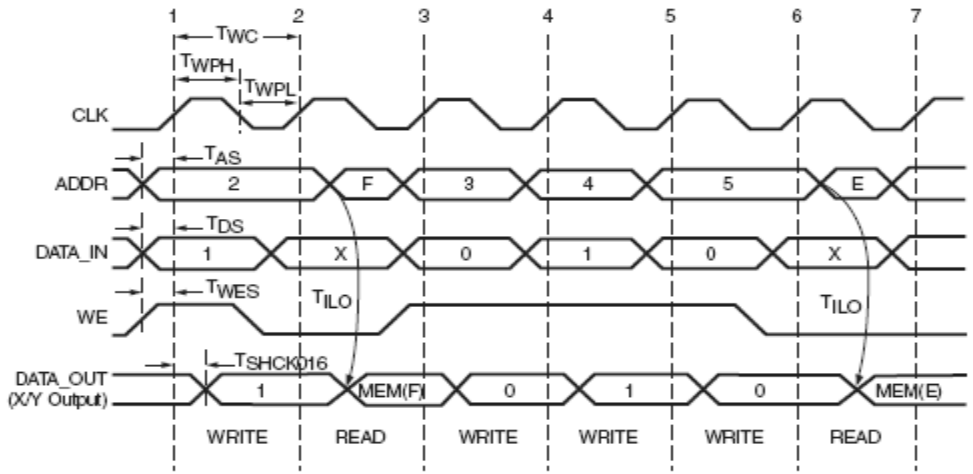 1 2 3 4 5 6 7
TWC
TWPH
TWPL
CLK
TAS
ADDR 2 F 3 4 5 E
TDS
DATA_IN 1 X 0 1 0 X
TWES
WE
TILO TILO
TSHCKO16
DATA_OUT
(X/Y Output) 1 MEM(F) 0 1 0 MEM(E)
WRITE READ WRITE WRITE WRITE READ